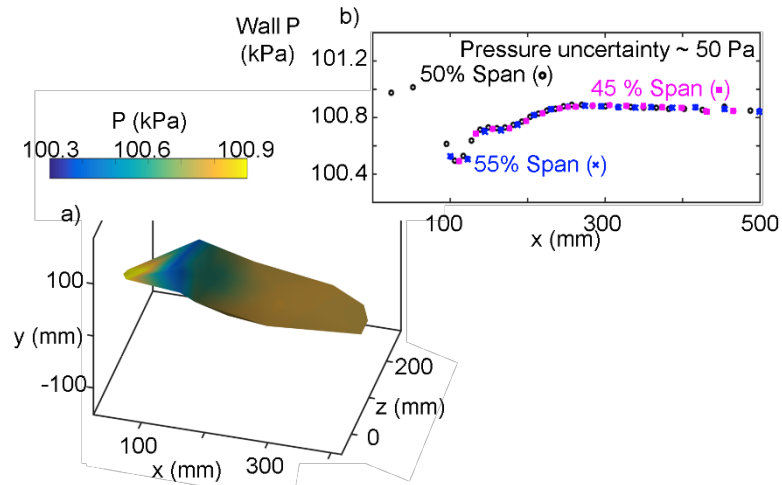 Wall P
(kPa)
b)
101.2
100.8
100.4
Pressure uncertainty ~ 50 Pa
50% Span (o)
45 % Span (▪)
55% Span (×)
100
300
500
x (mm)
P (kPa)
100.3
100.6
100.9
a)
100
y (mm)
-100
200
z (mm)
0
100
300
x (mm)